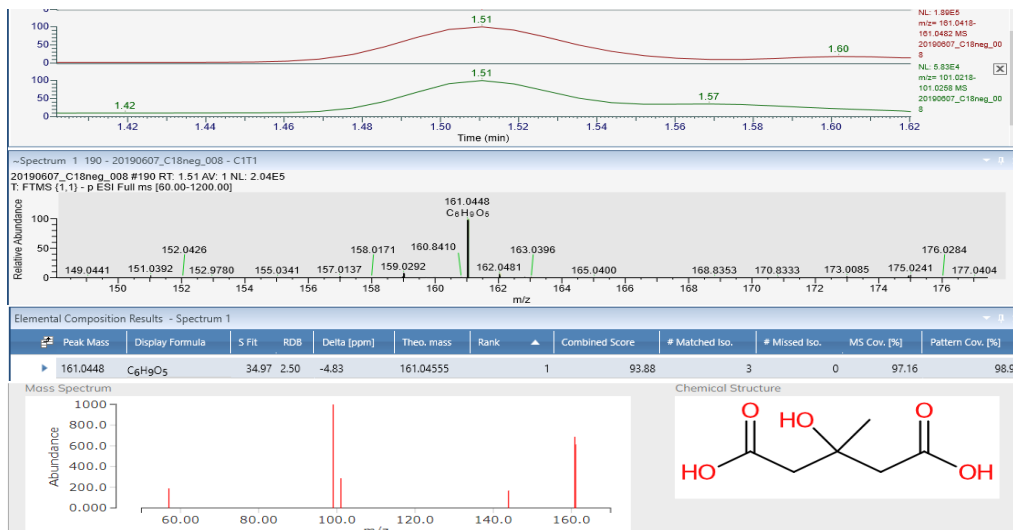 1.51
NL: 1.89E5
m/z= 161.0418-
161.0482 MS
20190607_C18neg_00
8
100
50
0
1.60
1.51
NL: 5.83E4
m/z= 101.0218-
101.0258 MS
20190607_C18neg_00
8
100
50
0
1.42
1.57
1.42 1.44 1.46 1.48 1.50 1.52 1.54 1.56 1.58 1.60 1.62
Time (min)
~Spectrum 1 190 - 20190607_C18neg_008 - C1T1
20190607_C18neg_008 #190 RT: 1.51 AV: 1 NL: 2.04E5
T: FTMS {1,1} - p ESI Full ms [60.00-1200.00]
161.0448
C6H9O5
Relative Abundance
100
50
0
152.0426 158.0171 160.8410 163.0396 176.0284
149.0441 151.0392 152.9780 155.0341 157.0137 159.0292 162.0481 165.0400 168.8353 170.8333 173.0085 175.0241 177.0404
150 152 154 156 158 160 162 164 166 168 170 172 174 176
m/z
Elemental Composition Results - Spectrum 1
Peak Mass Display Formula S Fit RDB Delta [ppm] Theo. mass Rank Combined Score # Matched Iso. # Missed Iso. MS Cov. [%] Pattern Cov. [%]
161.0448 C6H9O5 34.97 2.50 -4.83 161.04555 1 93.88 3 0 97.16 98.9
Mass Spectrum
Chemical Structure
Abundance
1000
800.0
600.0
400.0
200.0
0.000
60.00 80.00 100.0 120.0 140.0 160.0
m/z
O HO O
HO OH